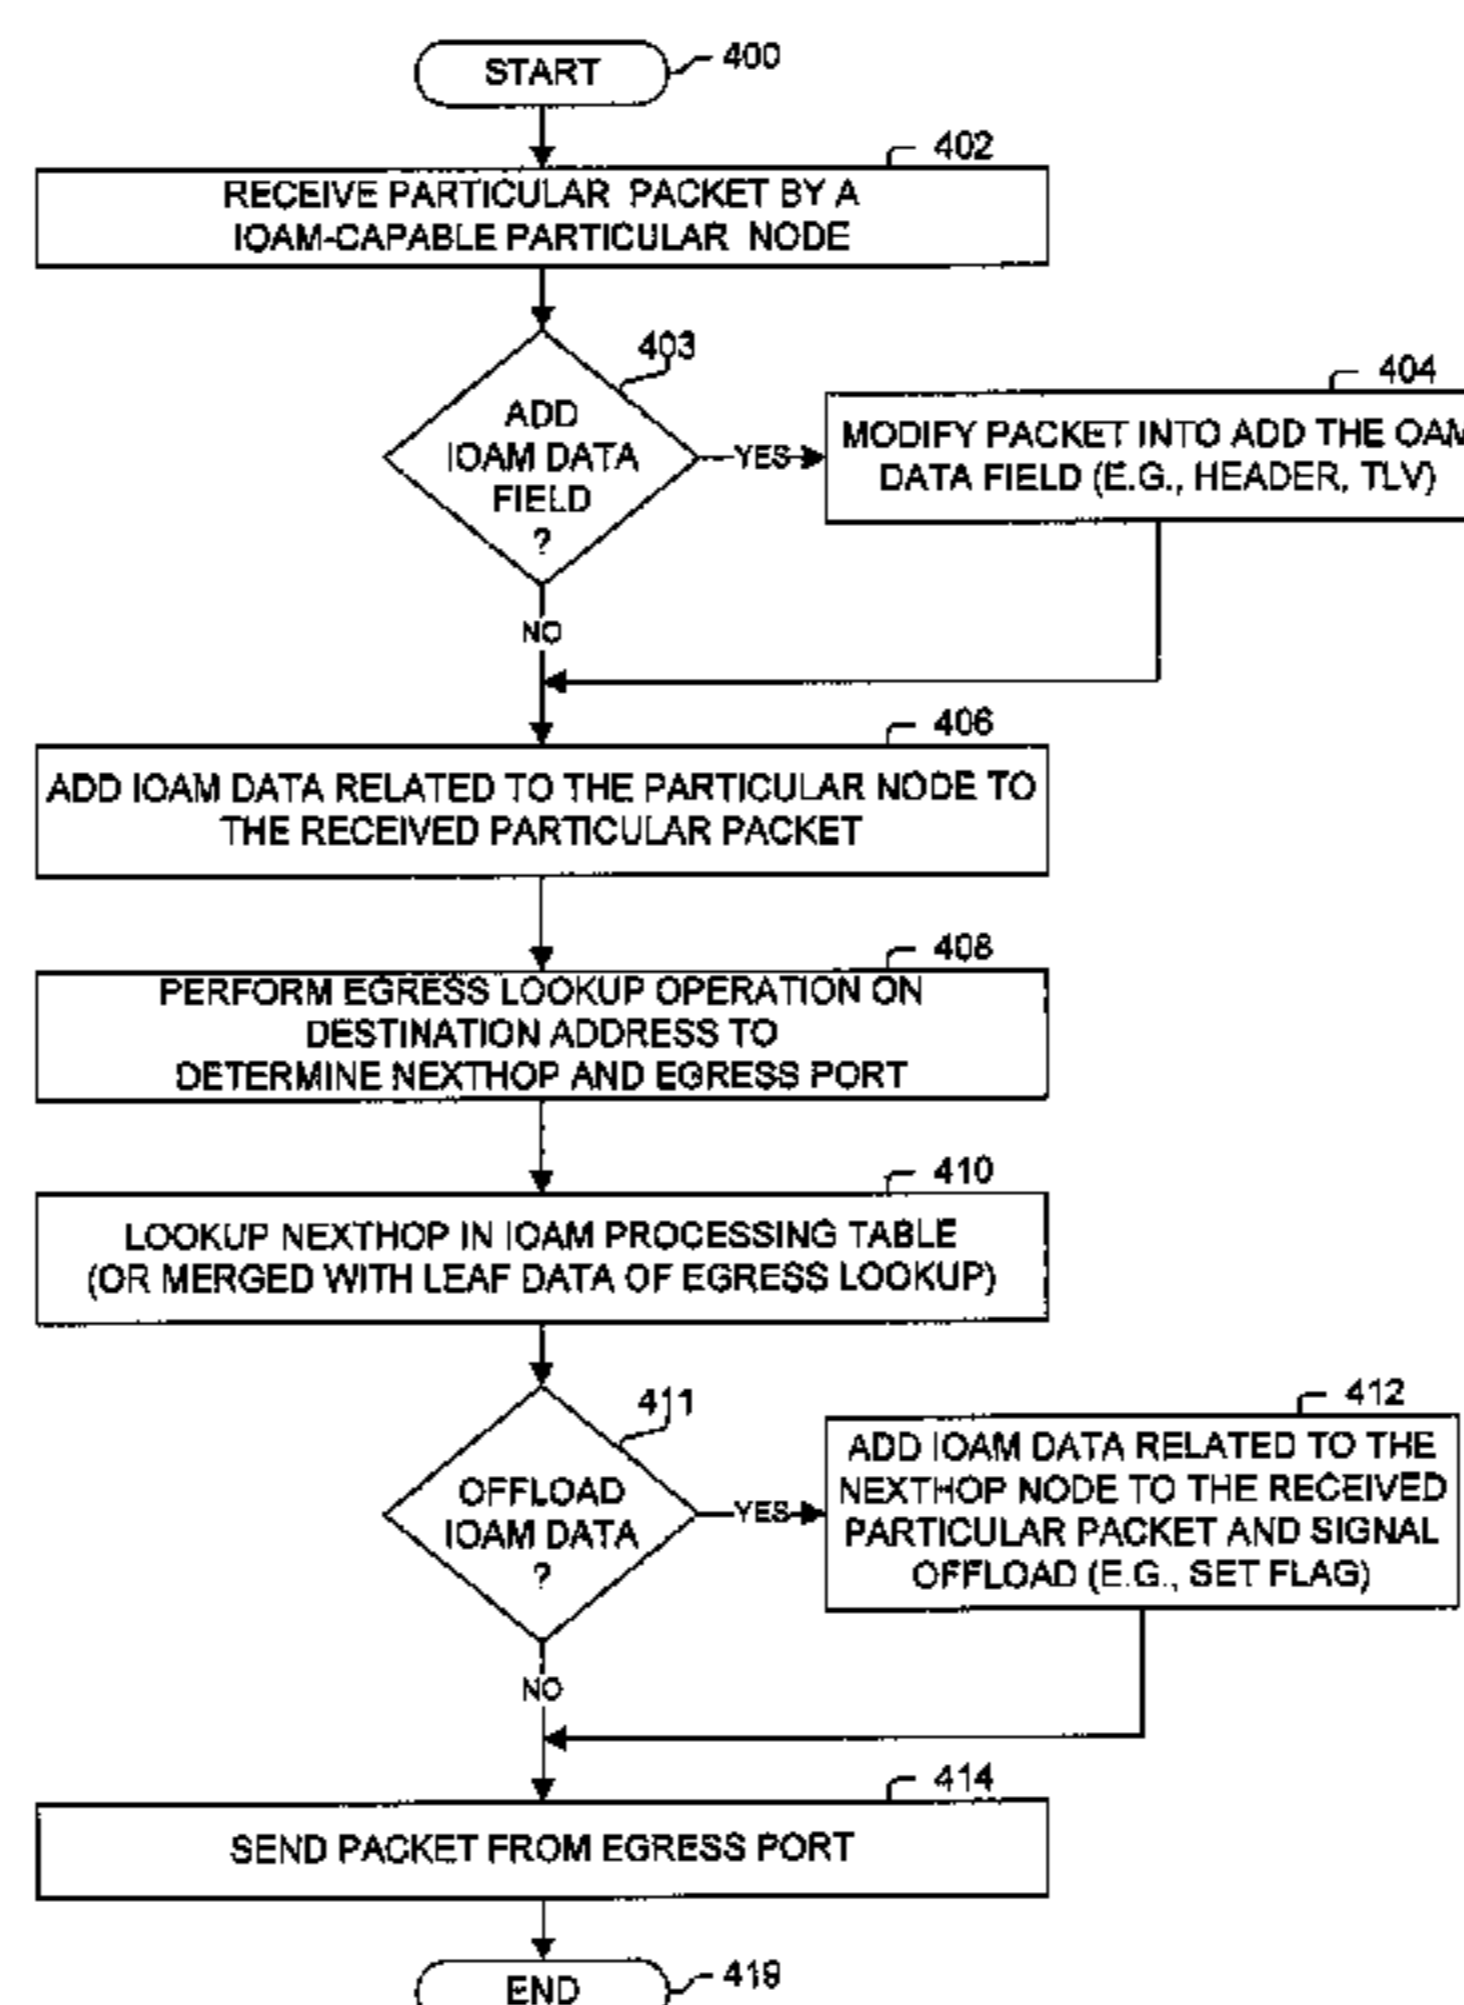 START
400
402
RECEIVE PARTICULAR PACKET BY A
IOAM-CAPABLE PARTICULAR NODE
403
ADD
IOAM DATA
FIELD
?
YES
404
MODIFY PACKET INTO ADD THE OAM
DATA FIELD (E.G., HEADER, TLV)
NO
406
ADD IOAM DATA RELATED TO THE PARTICULAR NODE TO
THE RECEIVED PARTICULAR PACKET
408
PERFORM EGRESS LOOKUP OPERATION ON
DESTINATION ADDRESS TO
DETERMINE NEXTHOP AND EGRESS PORT
410
LOOKUP NEXTHOP IN IOAM PROCESSING TABLE
(OR MERGED WITH LEAF DATA OF EGRESS LOOKUP)
411
OFFLOAD
IOAM DATA
?
YES
412
ADD IOAM DATA RELATED TO THE
NEXTHOP NODE TO THE RECEIVED
PARTICULAR PACKET AND SIGNAL
OFFLOAD (E.G., SET FLAG)
NO
414
SEND PACKET FROM EGRESS PORT
END
419